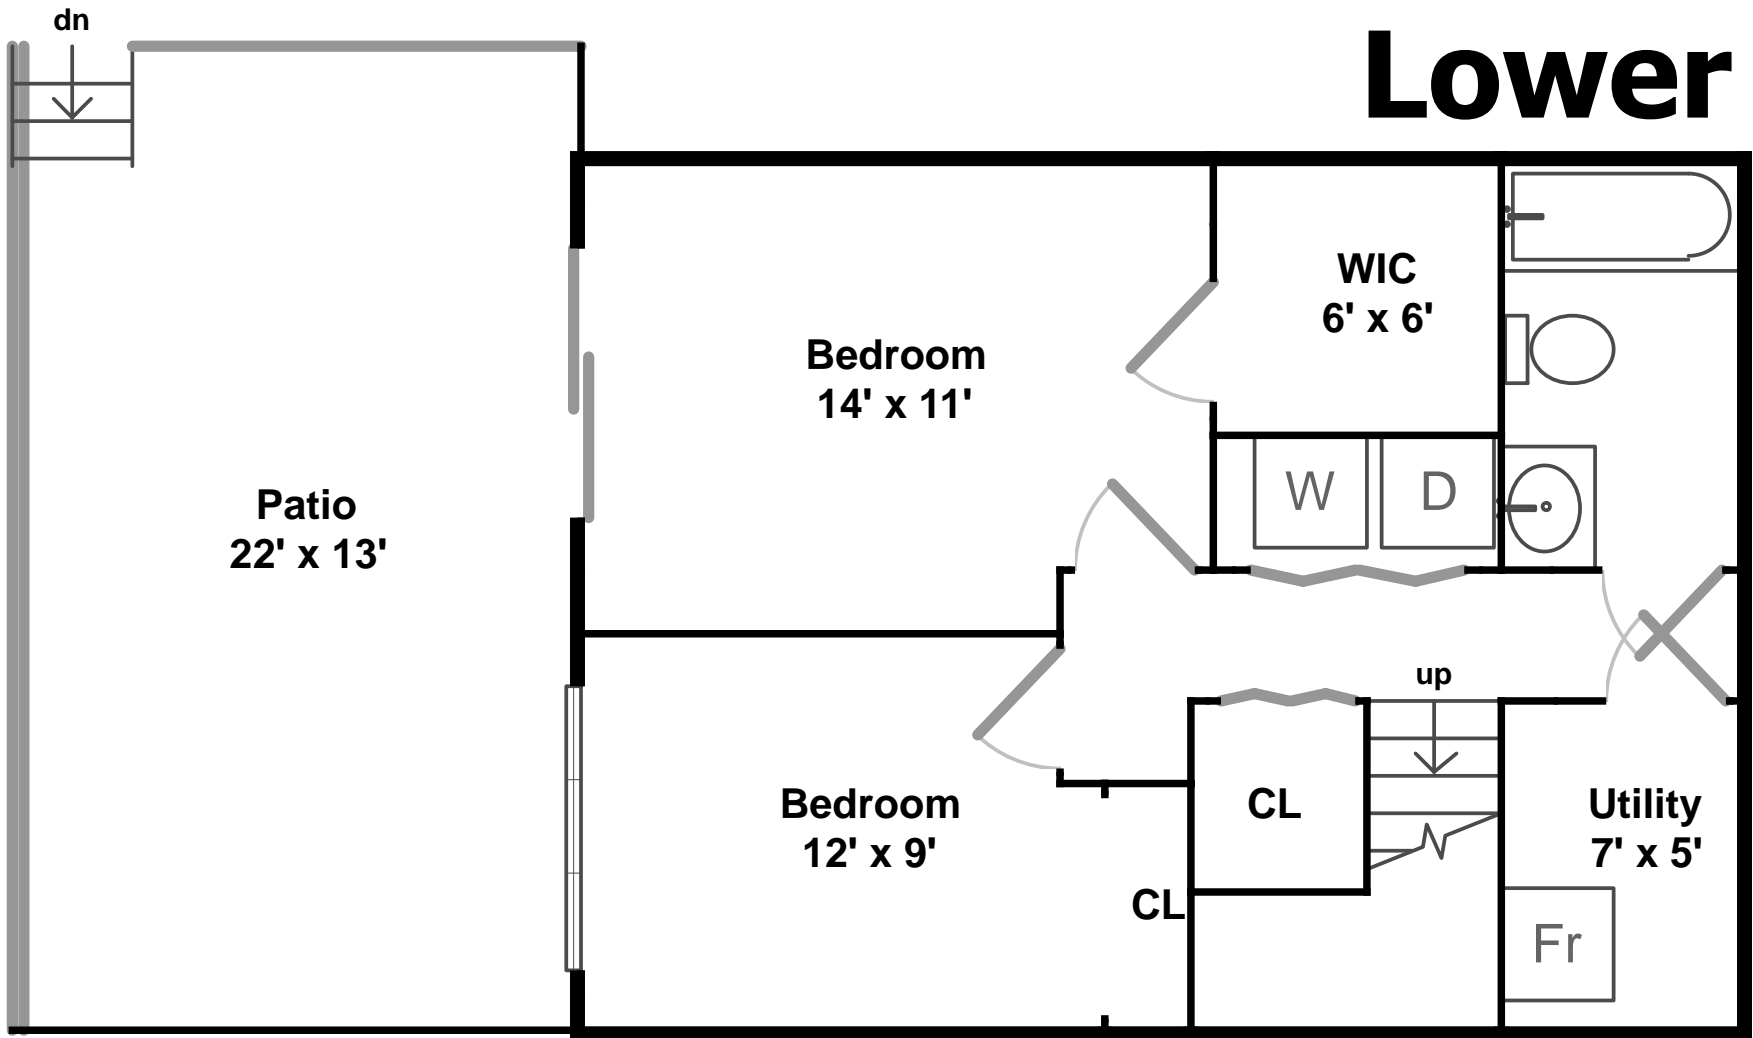 dn
Lower
WIC
6' x 6'
Bedroom
14' x 11'
W
D
Patio
22' x 13'
up
Bedroom
12' x 9'
CL
Utility
7' x 5'
CL
Fr